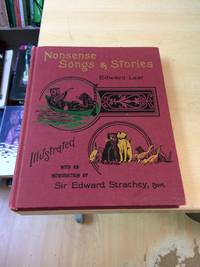 Nonsense
Songs & Stories
Edward Lear
Illustrated
WITH AN
INTRODUCTION BY
Sir Edward Strachey, Bart.